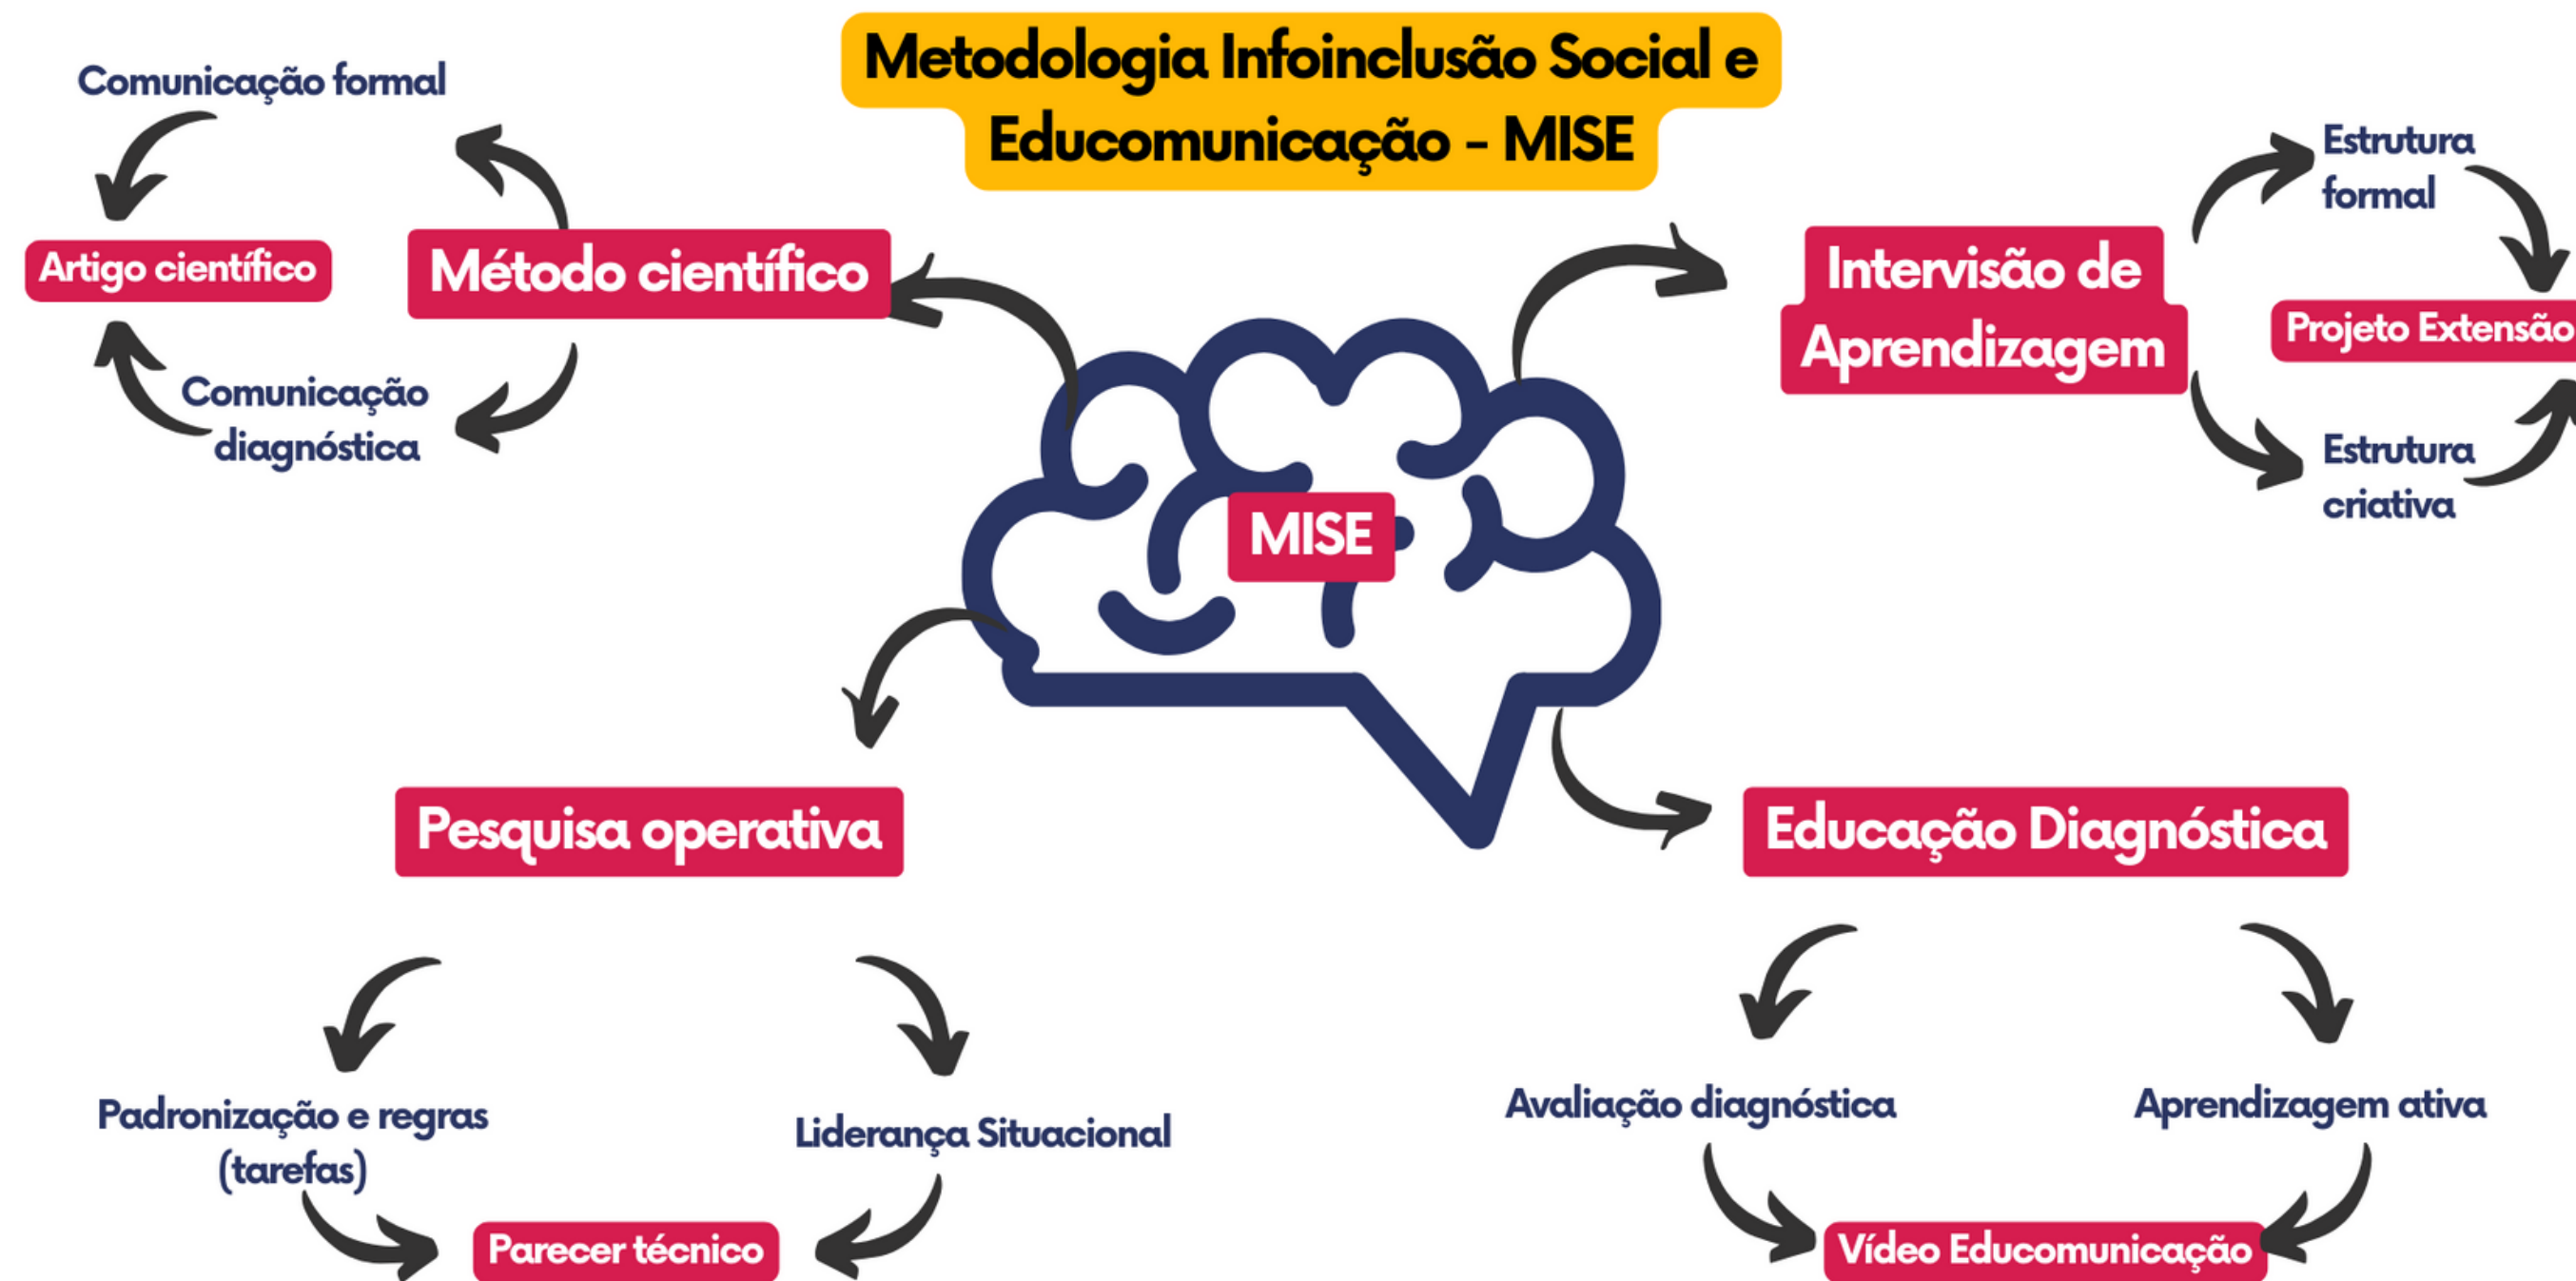 Metodologia Infoinclusão Social e
Educomunicação - MISE
Comunicação formal
Artigo científico
Método científico
Comunicação
diagnóstica
Intervisão de
Aprendizagem
Estrutura
formal
Projeto Extensão
Estrutura
criativa
MISE
Pesquisa operativa
Padronização e regras
(tarefas)
Liderança Situacional
Parecer técnico
Educação Diagnóstica
Avaliação diagnóstica
Aprendizagem ativa
Vídeo Educomunicação